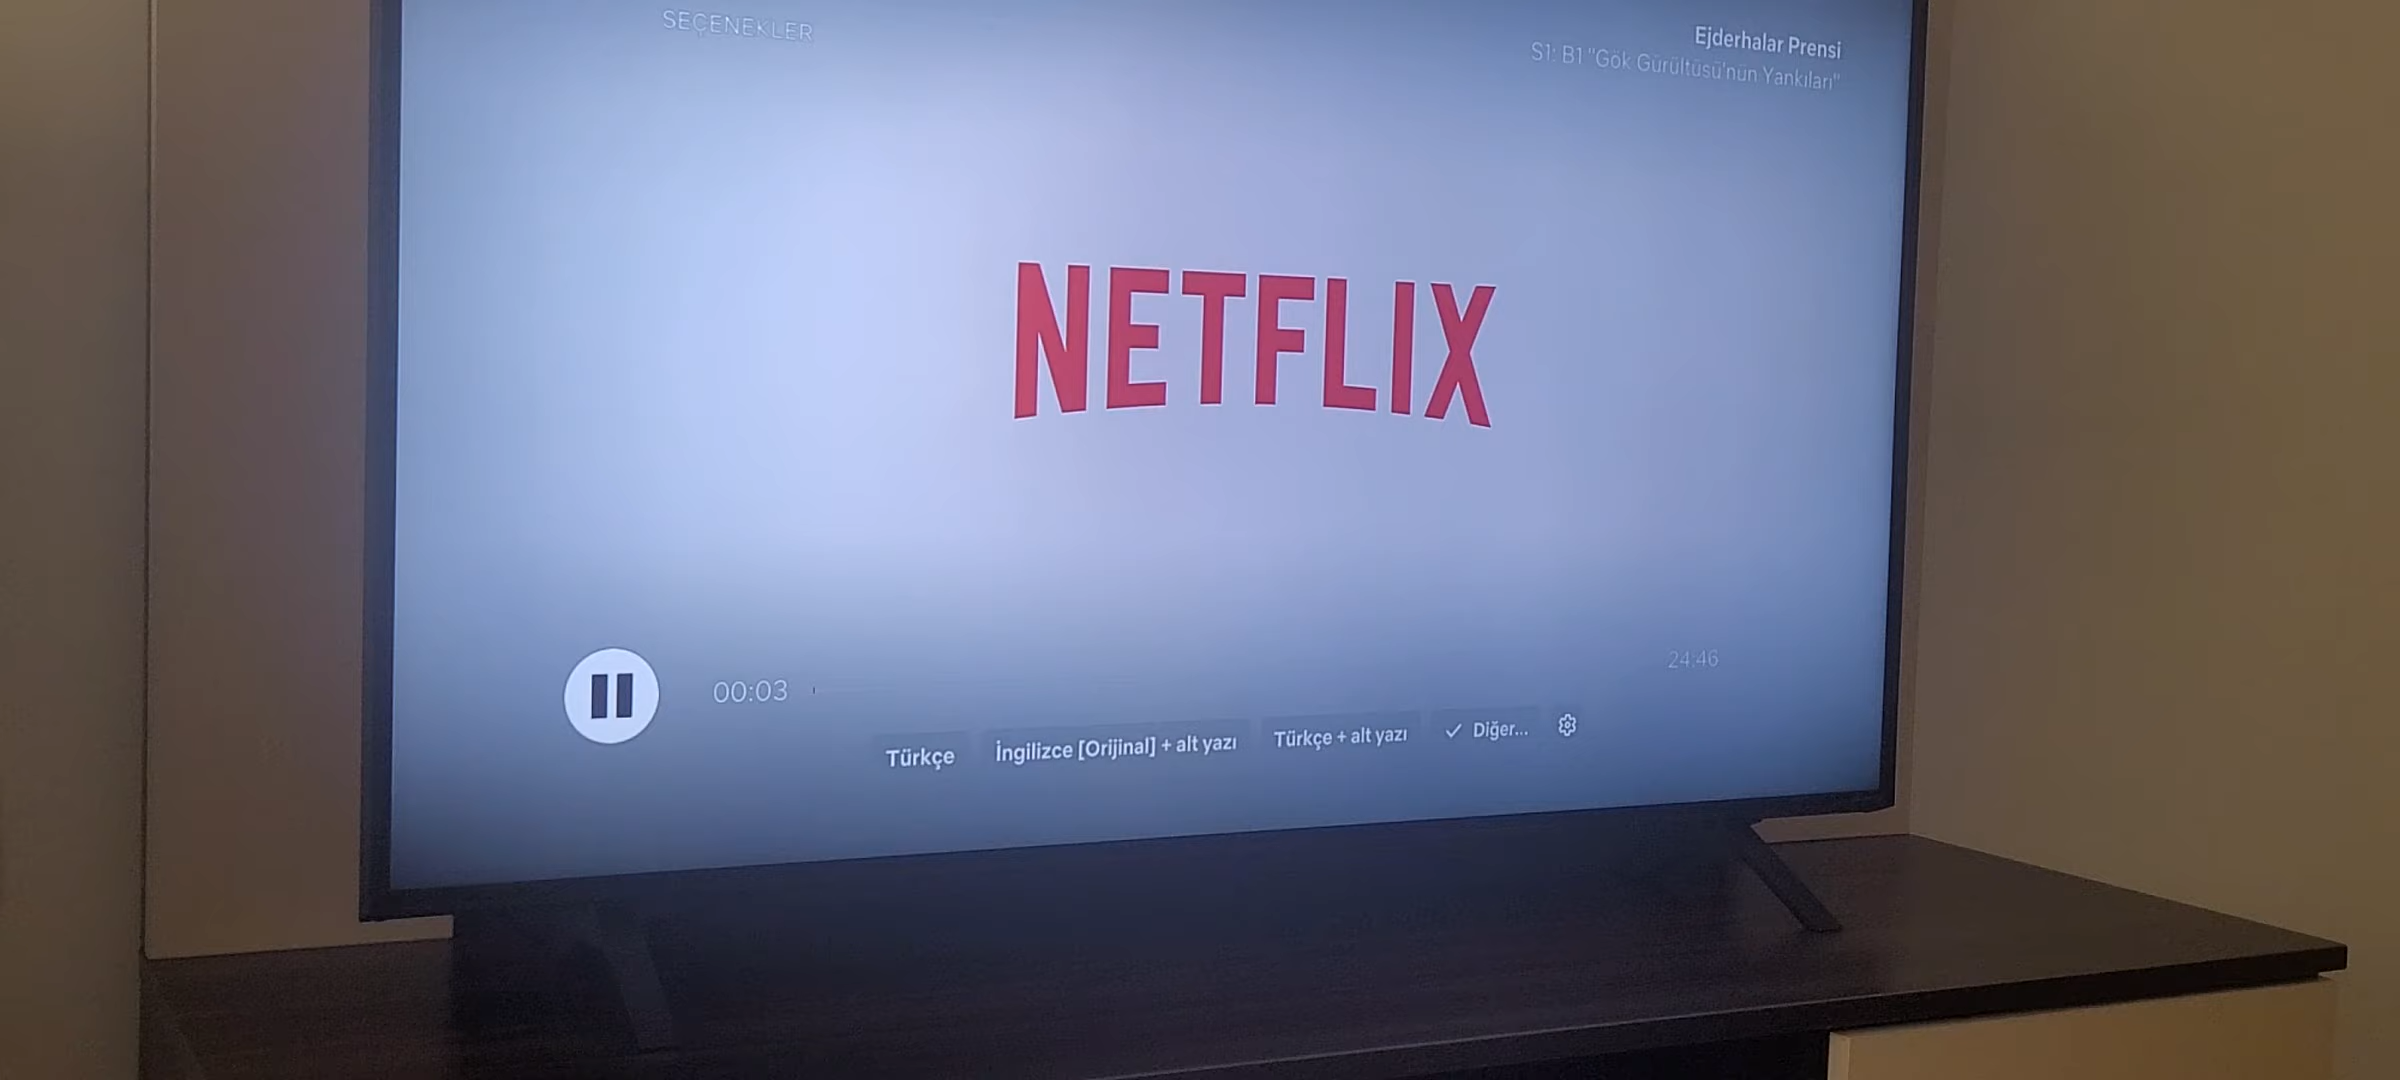 SEÇENEKLER
Ejderhalar Prensi
S1: B1 "Gök Gürültüsü'nün Yankıları"
NETFLIX
00:03
24:46
Türkçe
İngilizce [Orijinal] + alt yazı
Türkçe + alt yazı
Diğer...